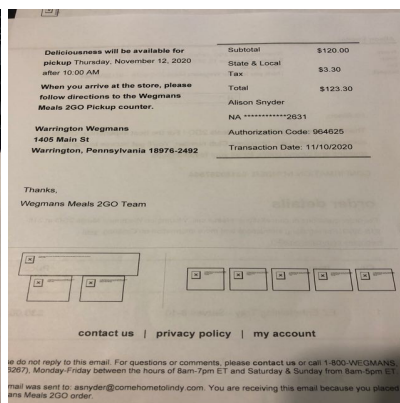 Deliciousness will be available for
pickup Thursday, November 12, 2020
after 10:00 AM
When you arrive at the store, please
follow directions to the Wegmans
Meals 2GO Pickup counter.
Warrington Wegmans
1405 Main St
Warrington, Pennsylvania 18976-2492
Subtotal $120.00
State & Local
Tax $3.30
Total $123.30
Alison Snyder
NA ************2631
Authorization Code: 964625
Transaction Date: 11/10/2020
Thanks,
Wegmans Meals 2GO Team
contact us | privacy policy | my account
do not reply to this email. For questions or comments, please contact us or call 1-800-WEGMANS,
8267), Monday-Friday between the hours of 8am-7pm ET and Saturday & Sunday from 8am-5pm ET.
mail was sent to: asnyder@comehometolindy.com. You are receiving this email because you placed
ans Meals 2GO order.